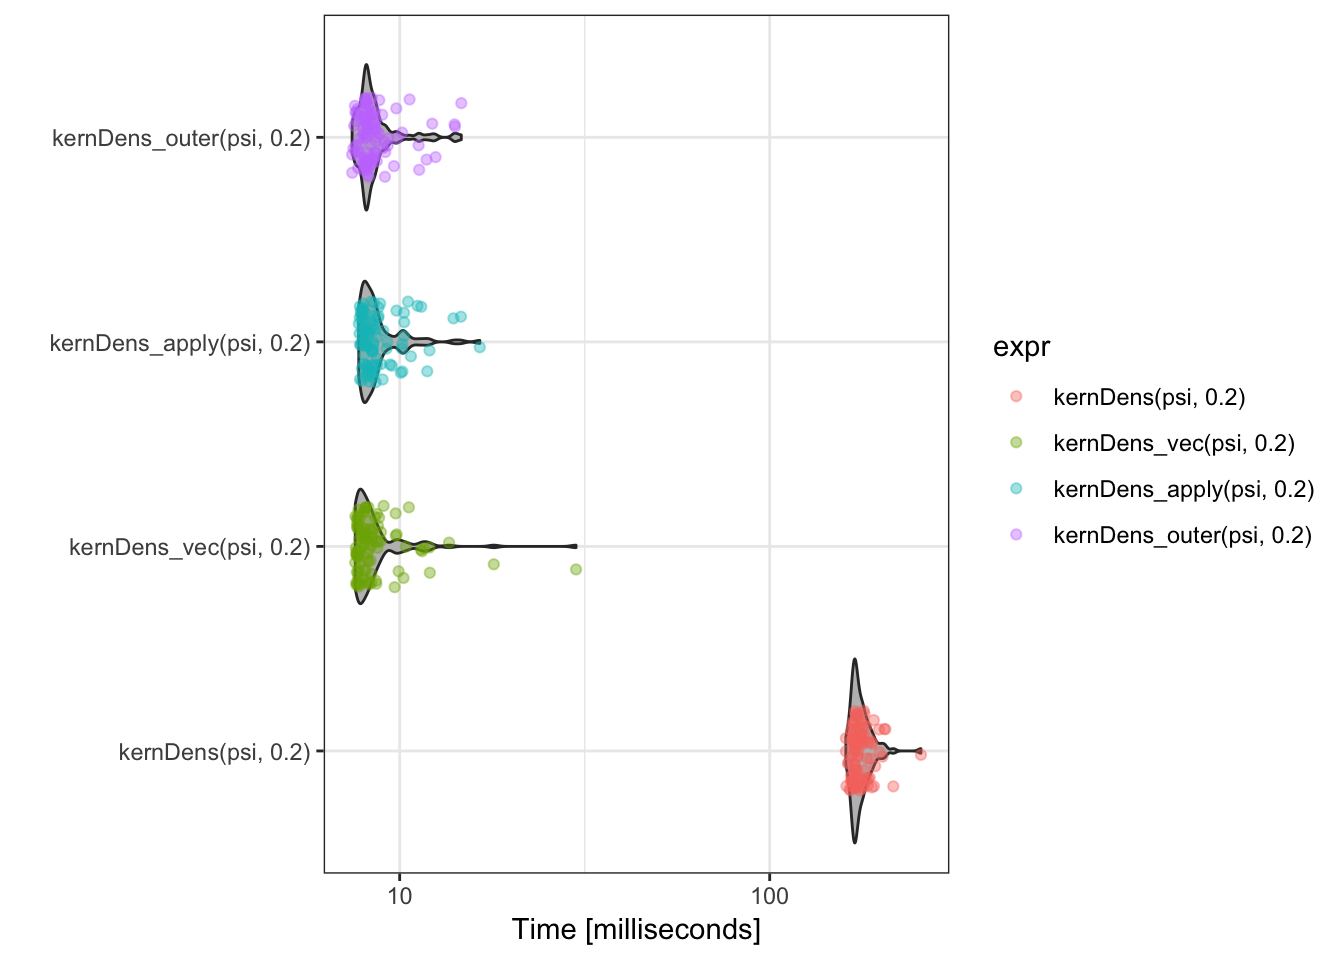 kernDens_outer(psi, 0.2)
kernDens_apply(psi, 0.2)
kernDens_vec(psi, 0.2)
kernDens(psi, 0.2)
10
100
Time [milliseconds]
expr
kernDens(psi, 0.2)
kernDens_vec(psi, 0.2)
kernDens_apply(psi, 0.2)
kernDens_outer(psi, 0.2)